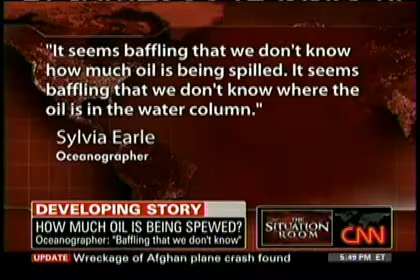 "It seems baffling that we don't know
how much oil is being spilled. It seems
baffling that we don't know where the
oil is in the water column."
Sylvia Earle
Oceanographer
DEVELOPING STORY
HOW MUCH OIL IS BEING SPEWED?
Oceanographer: "Baffling that we don't know"
THE
SITUATION
ROOM
CNN
5:49 PM ET
UPDATE Wreckage of Afghan plane crash found